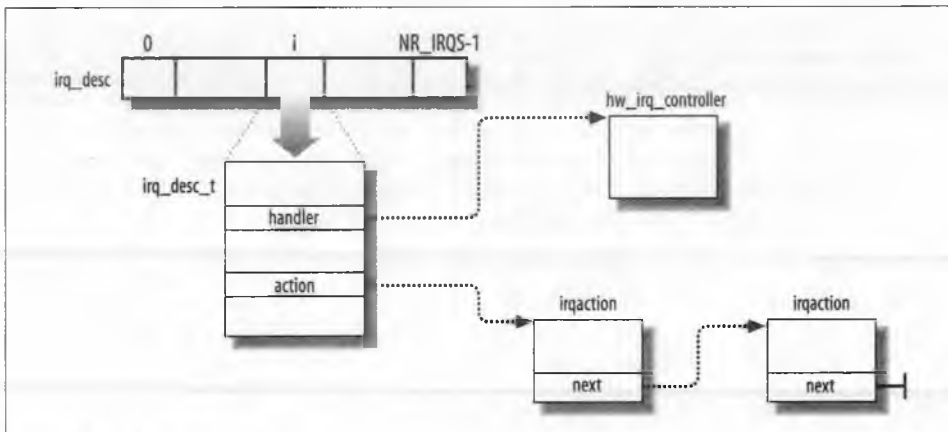 0 i NR_IRQS-1
irq_desc
hw_irq_controller
irq_desc_t
handler
action
irqaction irqaction
next next